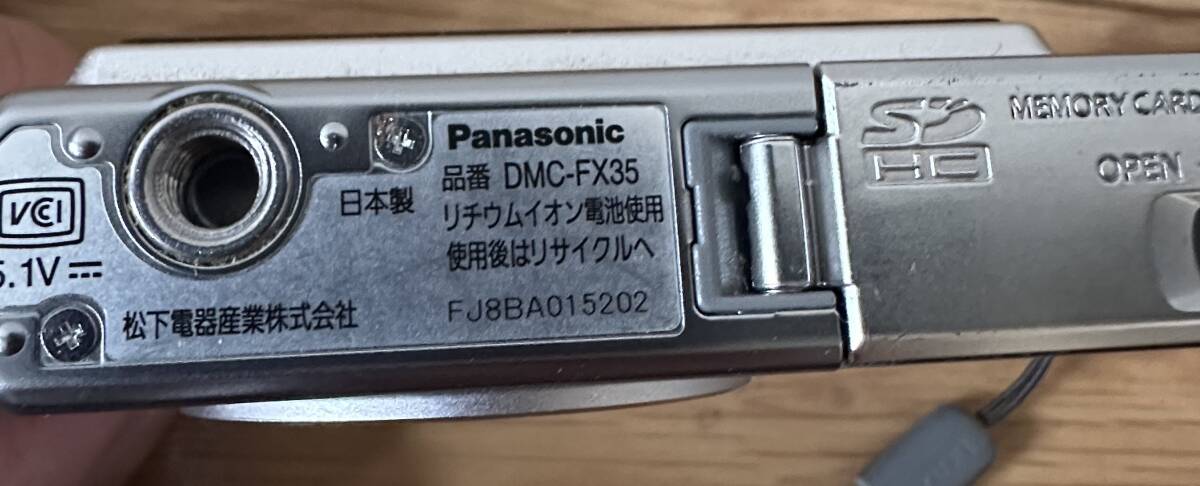 Panasonic
品番 DMC-FX35
日本製
リチウムイオン電池使用
使用後はリサイクルへ
FJ8BA015202
松下電器産業株式会社
VCCI
5.1V
SD
HC
MEMORY CARD
OPEN